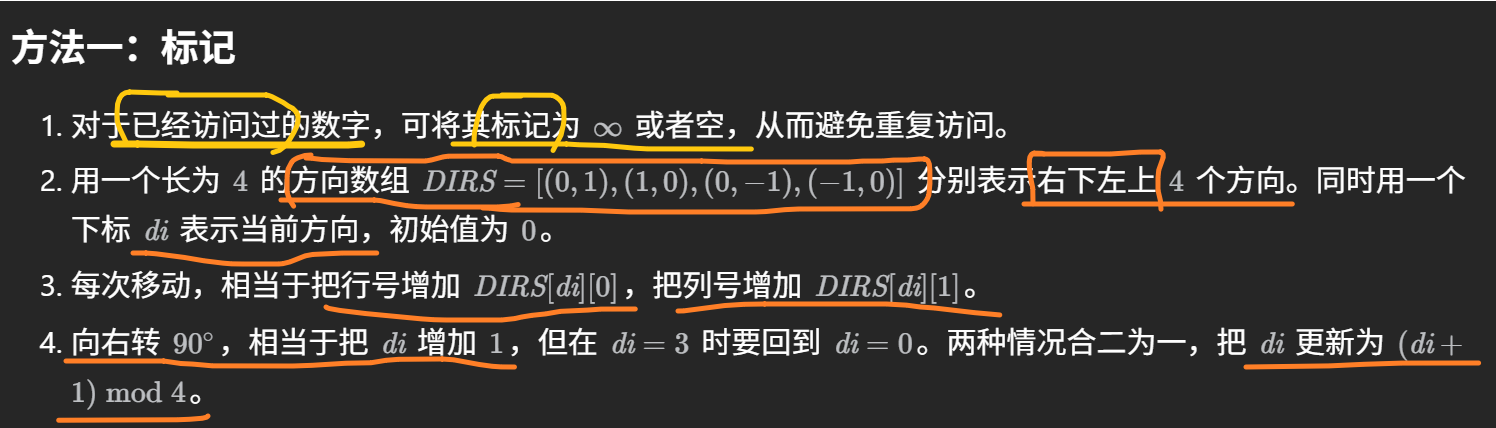 方法一：标记
1. 对于已经访问过的数字，可将其标记为 ∞ 或者空，从而避免重复访问。
2. 用一个长为 4 的方向数组 DIRS = [(0, 1), (1, 0), (0, −1), (−1, 0)] 分别表示右下左上 4 个方向。同时用一个
下标 di 表示当前方向，初始值为 0。
3. 每次移动，相当于把行号增加 DIRS[di][0]，把列号增加 DIRS[di][1]。
4. 向右转 90°，相当于把 di 增加 1，但在 di = 3 时要回到 di = 0。两种情况合二为一，把 di 更新为 (di +
1) mod 4。